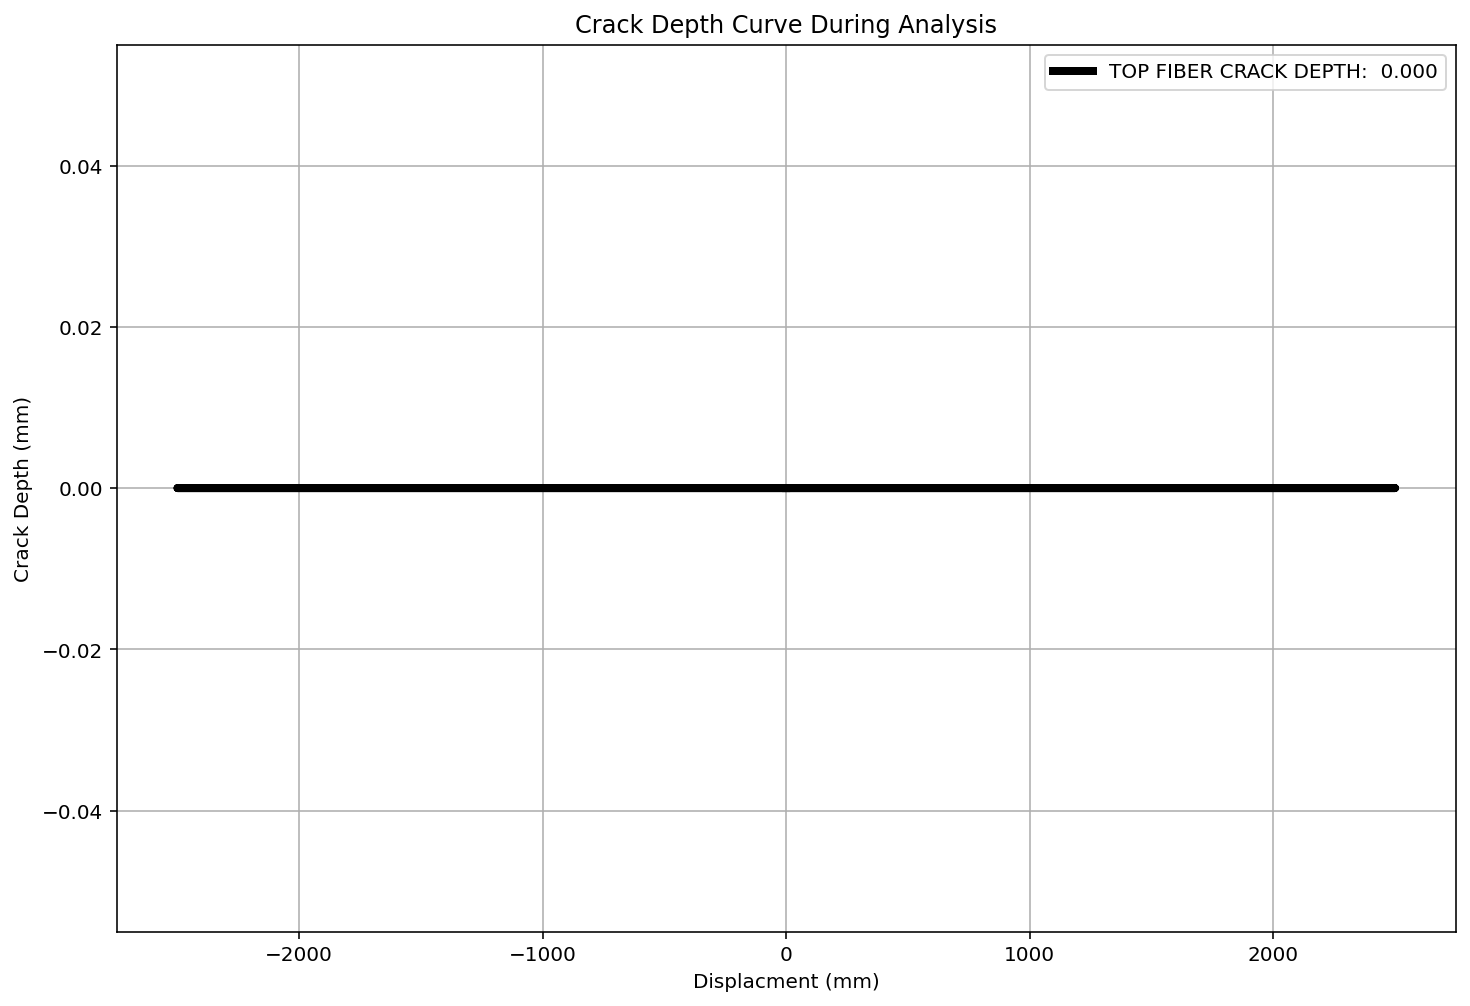 Crack Depth Curve During Analysis
TOP FIBER CRACK DEPTH:  0.000
0.04
0.02
0.00
−0.02
−0.04
Crack Depth (mm)
−2000
−1000
0
1000
2000
Displacment (mm)